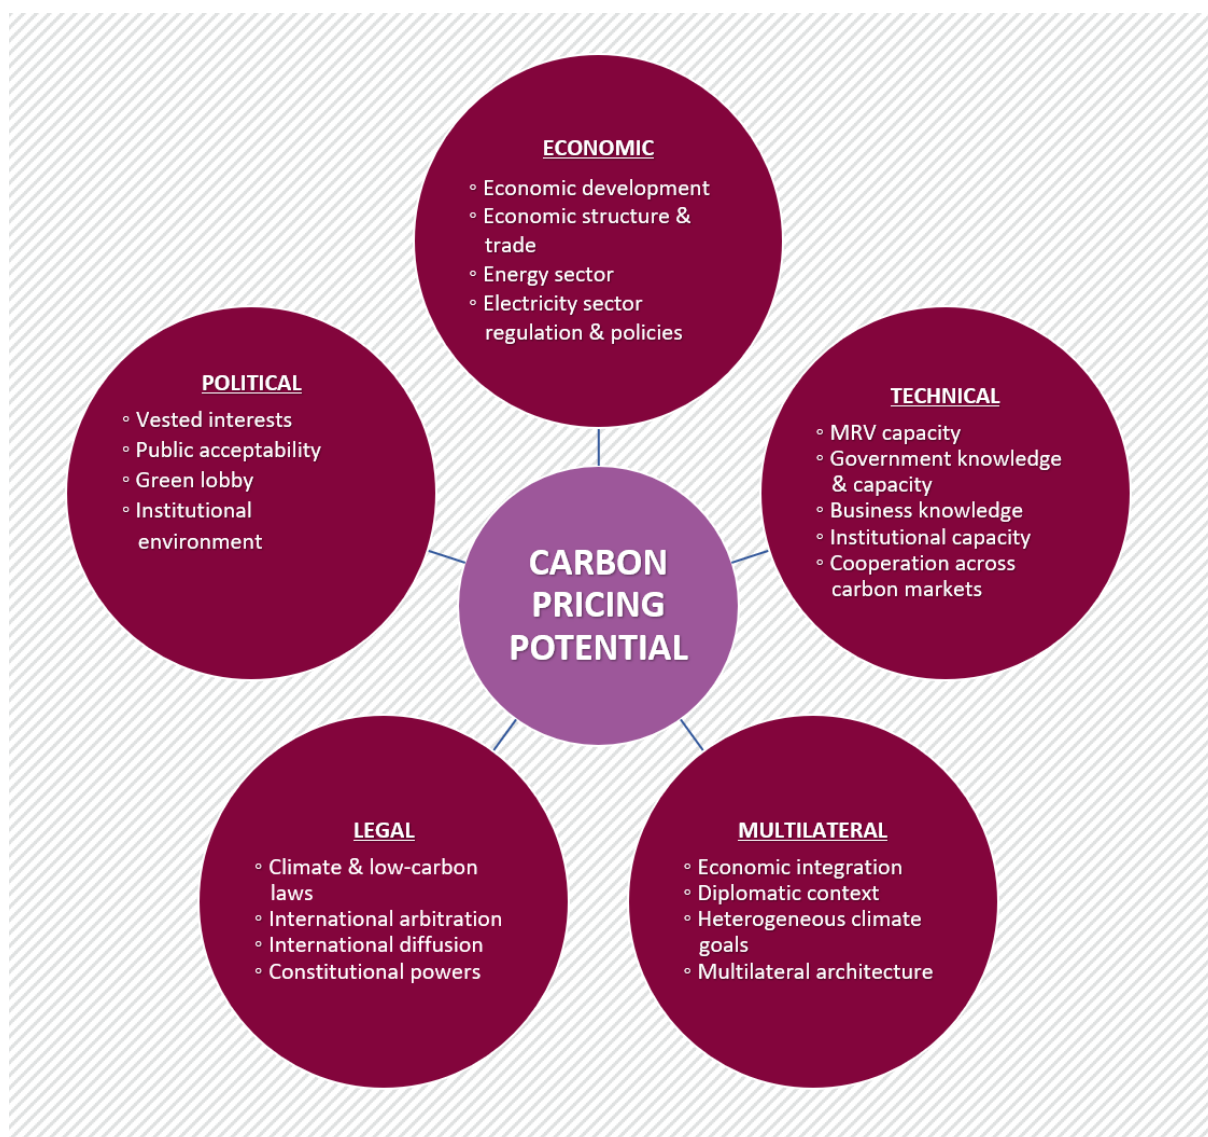 ECONOMIC
◦ Economic development
◦ Economic structure &
trade
◦ Energy sector
◦ Electricity sector
regulation & policies
POLITICAL
◦ Vested interests
◦ Public acceptability
◦ Green lobby
◦ Institutional
environment
TECHNICAL
◦ MRV capacity
◦ Government knowledge
& capacity
◦ Business knowledge
◦ Institutional capacity
◦ Cooperation across
carbon markets
CARBON
PRICING
POTENTIAL
LEGAL
◦ Climate & low-carbon
laws
◦ International arbitration
◦ International diffusion
◦ Constitutional powers
MULTILATERAL
◦ Economic integration
◦ Diplomatic context
◦ Heterogeneous climate
goals
◦ Multilateral architecture